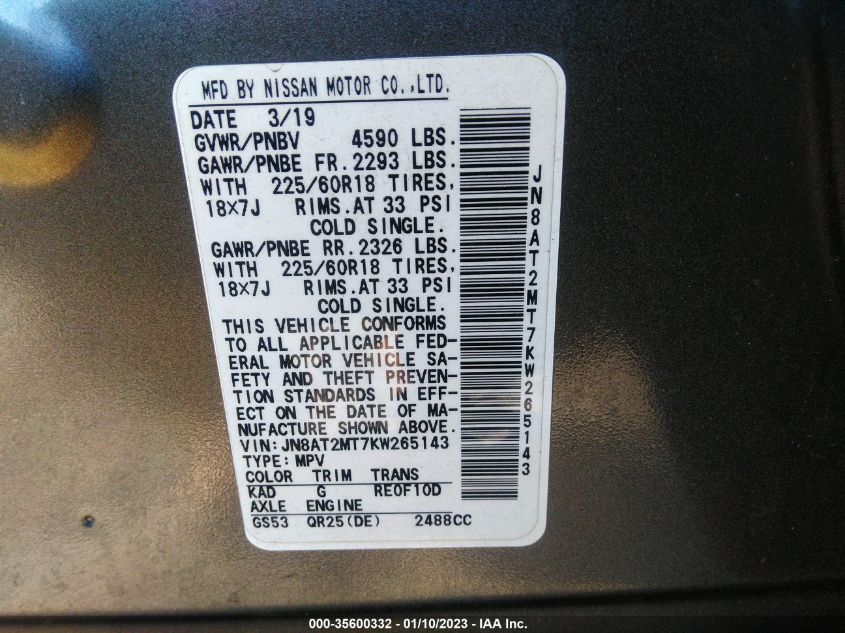 MFD BY NISSAN MOTOR CO.,LTD.
DATE 3/19
GVWR/PNBV 4590 LBS.
GAWR/PNBE FR.2293 LBS.
WITH 225/60R18 TIRES,
18X7J RIMS.AT 33 PSI
COLD SINGLE.
GAWR/PNBE RR.2326 LBS.
WITH 225/60R18 TIRES,
18X7J RIMS.AT 33 PSI
COLD SINGLE.
THIS VEHICLE CONFORMS
TO ALL APPLICABLE FED-
ERAL MOTOR VEHICLE SA-
FETY AND THEFT PREVEN-
TION STANDARDS IN EFF-
ECT ON THE DATE OF MA-
NUFACTURE SHOWN ABOVE.
VIN:JN8AT2MT7KW265143
TYPE:MPV
COLOR TRIM TRANS
KAD G RE0F10D
AXLE ENGINE
GS53 QR25(DE) 2488CC
JN8AT2MT7KW265143
000-35600332 - 01/10/2023 - IAA Inc.